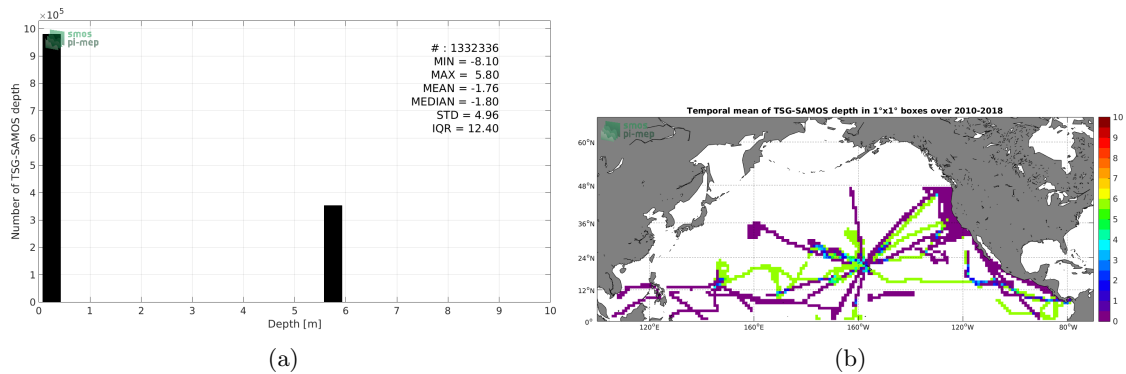 ×10⁵
10
9
8
7
6
5
4
3
2
1
0
Number of TSG-SAMOS depth
smos
pi-mep
# : 1332336
MIN = -8.10
MAX = 5.80
MEAN = -1.76
MEDIAN = -1.80
STD = 4.96
IQR = 12.40
0 1 2 3 4 5 6 7 8 9 10
Depth [m]
(a)
Temporal mean of TSG-SAMOS depth in 1°x1° boxes over 2010-2018
smos
pi-mep
60°N
48°N
36°N
24°N
12°N
0°
120°E 160°E 160°W 120°W 80°W
10
9
8
7
6
5
4
3
2
1
0
(b)